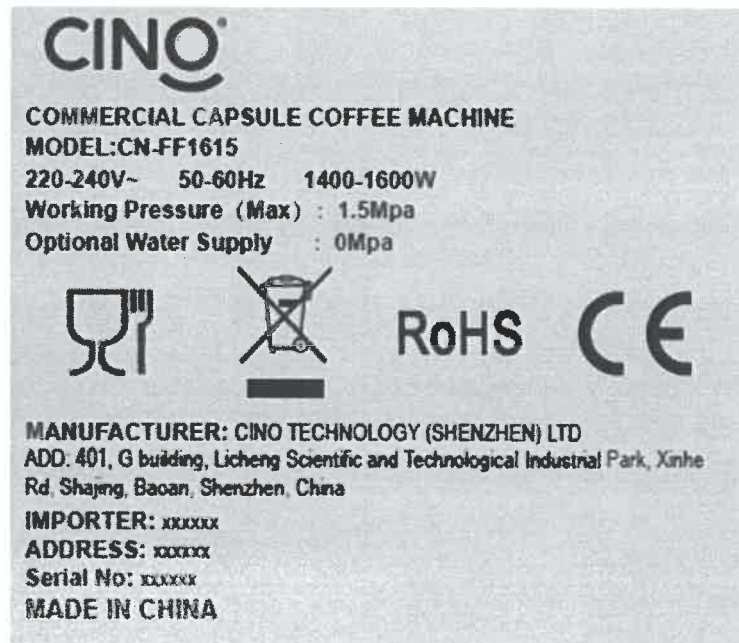 CINO
COMMERCIAL CAPSULE COFFEE MACHINE
MODEL:CN-FF1615
220-240V~ 50-60Hz 1400-1600W
Working Pressure (Max) : 1.5Mpa
Optional Water Supply : 0Mpa
RoHS CE
MANUFACTURER: CINO TECHNOLOGY (SHENZHEN) LTD
ADD: 401, G building, Licheng Scientific and Technological Industrial Park, Xinhe
Rd, Shajing, Baoan, Shenzhen, China
IMPORTER: xxxxxx
ADDRESS: xxxxxx
Serial No: xxxxxx
MADE IN CHINA